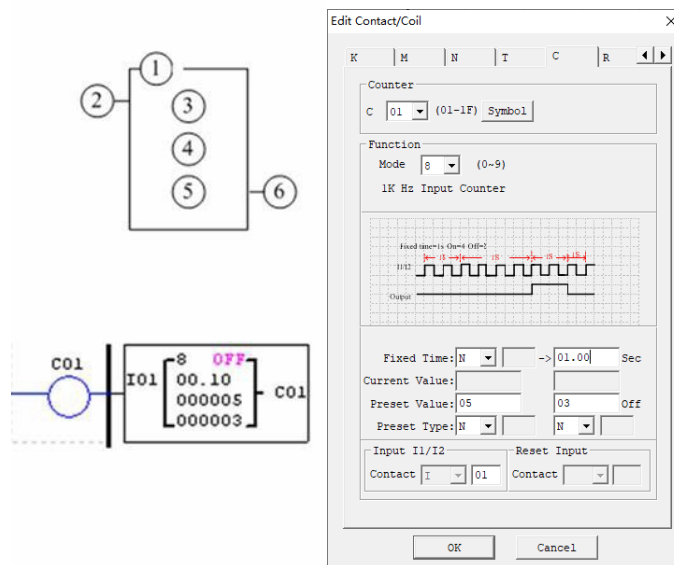 1
2
3
4
5
6
C01
I01
8 OFF
00.10
000005
000003
C01
Edit Contact/Coil
K M N T C R
Counter
C 01 (01-1F) Symbol
Function
Mode 8 (0~9)
1K Hz Input Counter
Fixed time=1s On=4 Off=2
1S 1S 1S 1S
I1/I2
Output
Fixed Time: N -> 01.00 Sec
Current Value:
Preset Value: 05 03 Off
Preset Type: N N
Input I1/I2 Reset Input
Contact I 01 Contact
OK Cancel